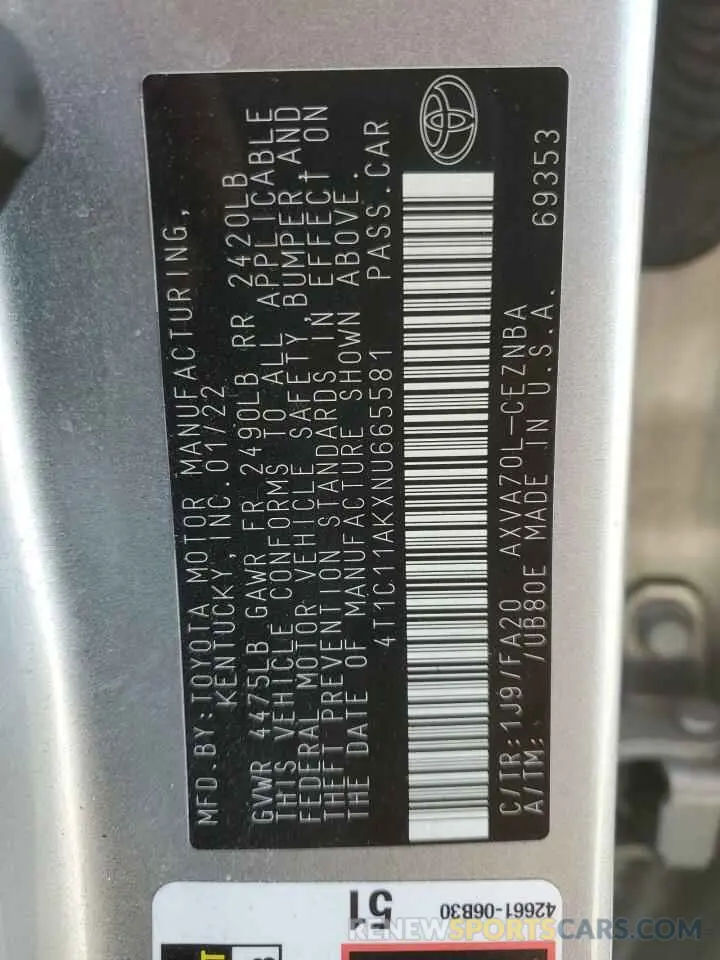 MFD.BY:TOYOTA MOTOR MANUFACTURING,
KENTUCKY, INC. 01/22
GVWR 4475LB GAWR FR 2490LB RR 2420LB
THIS VEHICLE CONFORMS TO ALL APPLICABLE
FEDERAL MOTOR VEHICLE SAFETY, BUMPER, AND
THEFT PREVENTION STANDARDS IN EFFECT ON
THE DATE OF MANUFACTURE SHOWN ABOVE.
4T1C11AKXNU665581 PASS.CAR
C/TR:1J9/FA20 AXVA70L-CEZNBA
A/TM: /UB80E MADE IN U.S.A. 69353
51
42661-06B30
RENEWSPORTSCARS.COM